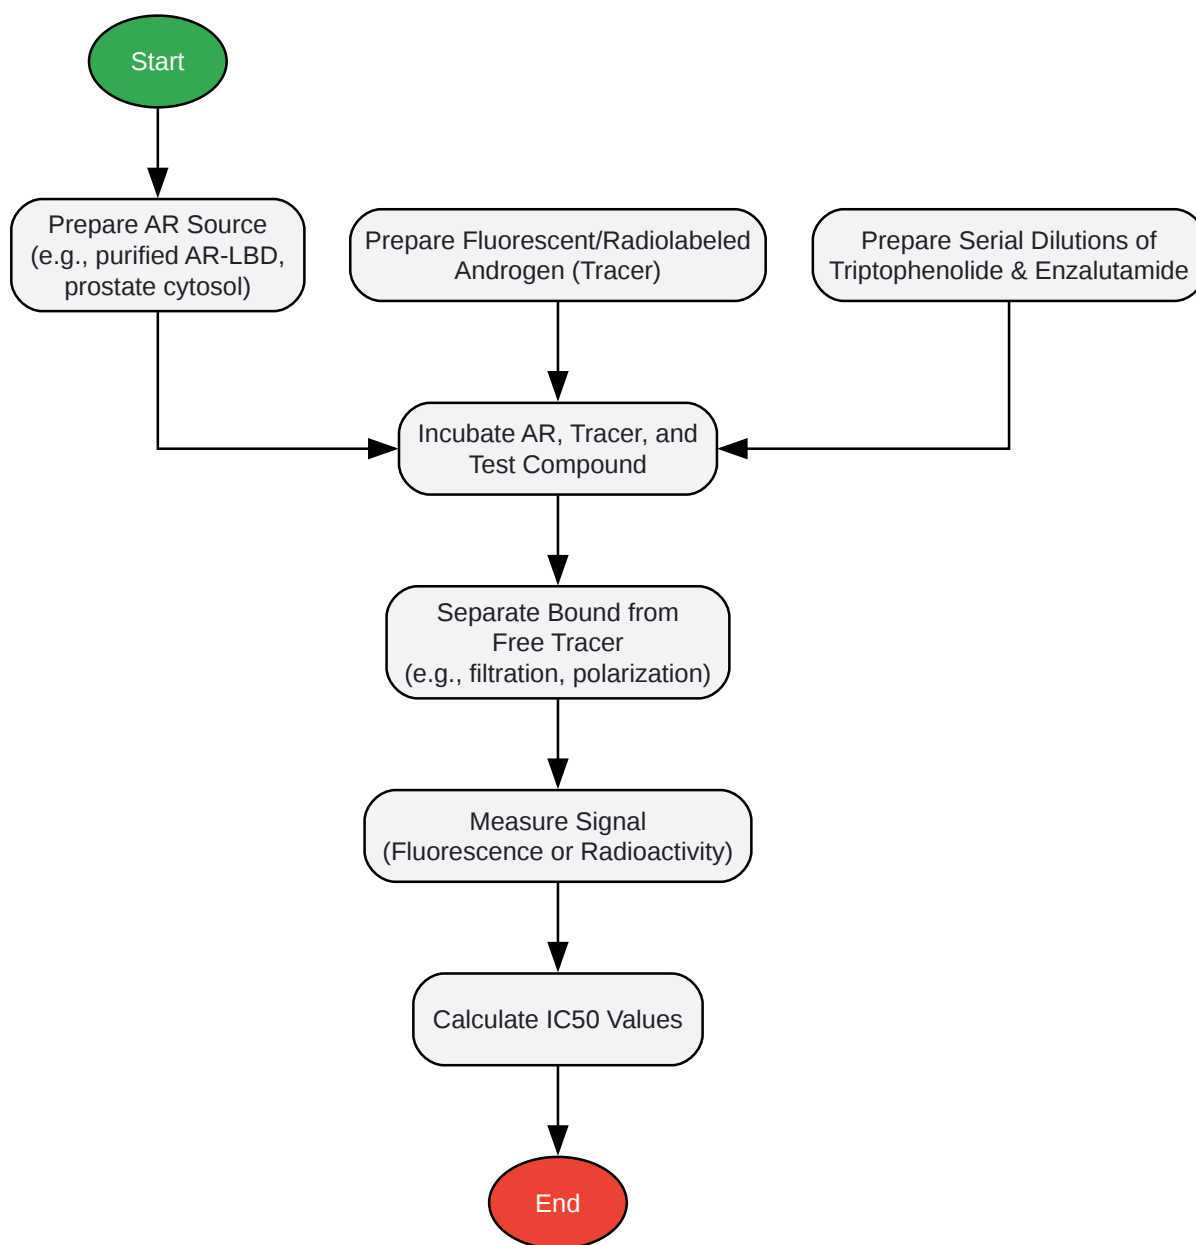 Start
Prepare AR Source
(e.g., purified AR-LBD,
prostate cytosol)
Prepare Fluorescent/Radiolabeled
Androgen (Tracer)
Prepare Serial Dilutions of
Triptophenolide & Enzalutamide
Incubate AR, Tracer, and
Test Compound
Separate Bound from
Free Tracer
(e.g., filtration, polarization)
Measure Signal
(Fluorescence or Radioactivity)
Calculate IC50 Values
End